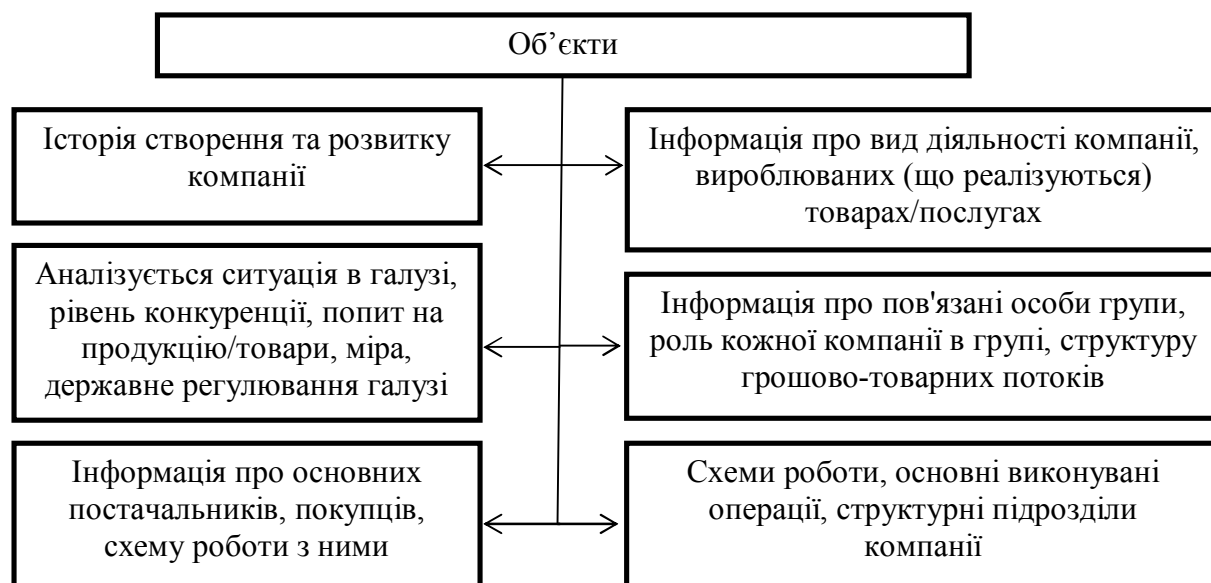 Об’єкти
Історія створення та розвитку
компанії
Інформація про вид діяльності компанії,
вироблюваних (що реалізуються)
товарах/послугах
Аналізується ситуація в галузі,
рівень конкуренції, попит на
продукцію/товари, міра,
державне регулювання галузі
Інформація про пов'язані особи групи,
роль кожної компанії в групі, структуру
грошово-товарних потоків
Інформація про основних
постачальників, покупців,
схему роботи з ними
Схеми роботи, основні виконувані
операції, структурні підрозділи
компанії